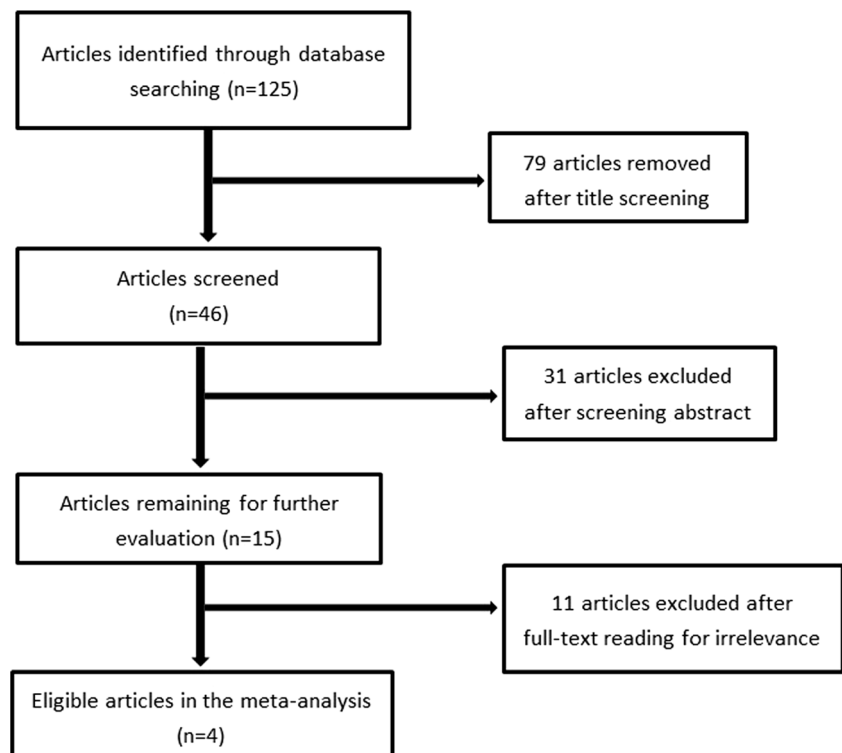 Articles identified through database
searching (n=125)
79 articles removed
after title screening
Articles screened
(n=46)
31 articles excluded
after screening abstract
Articles remaining for further
evaluation (n=15)
11 articles excluded after
full-text reading for irrelevance
Eligible articles in the meta-analysis
(n=4)